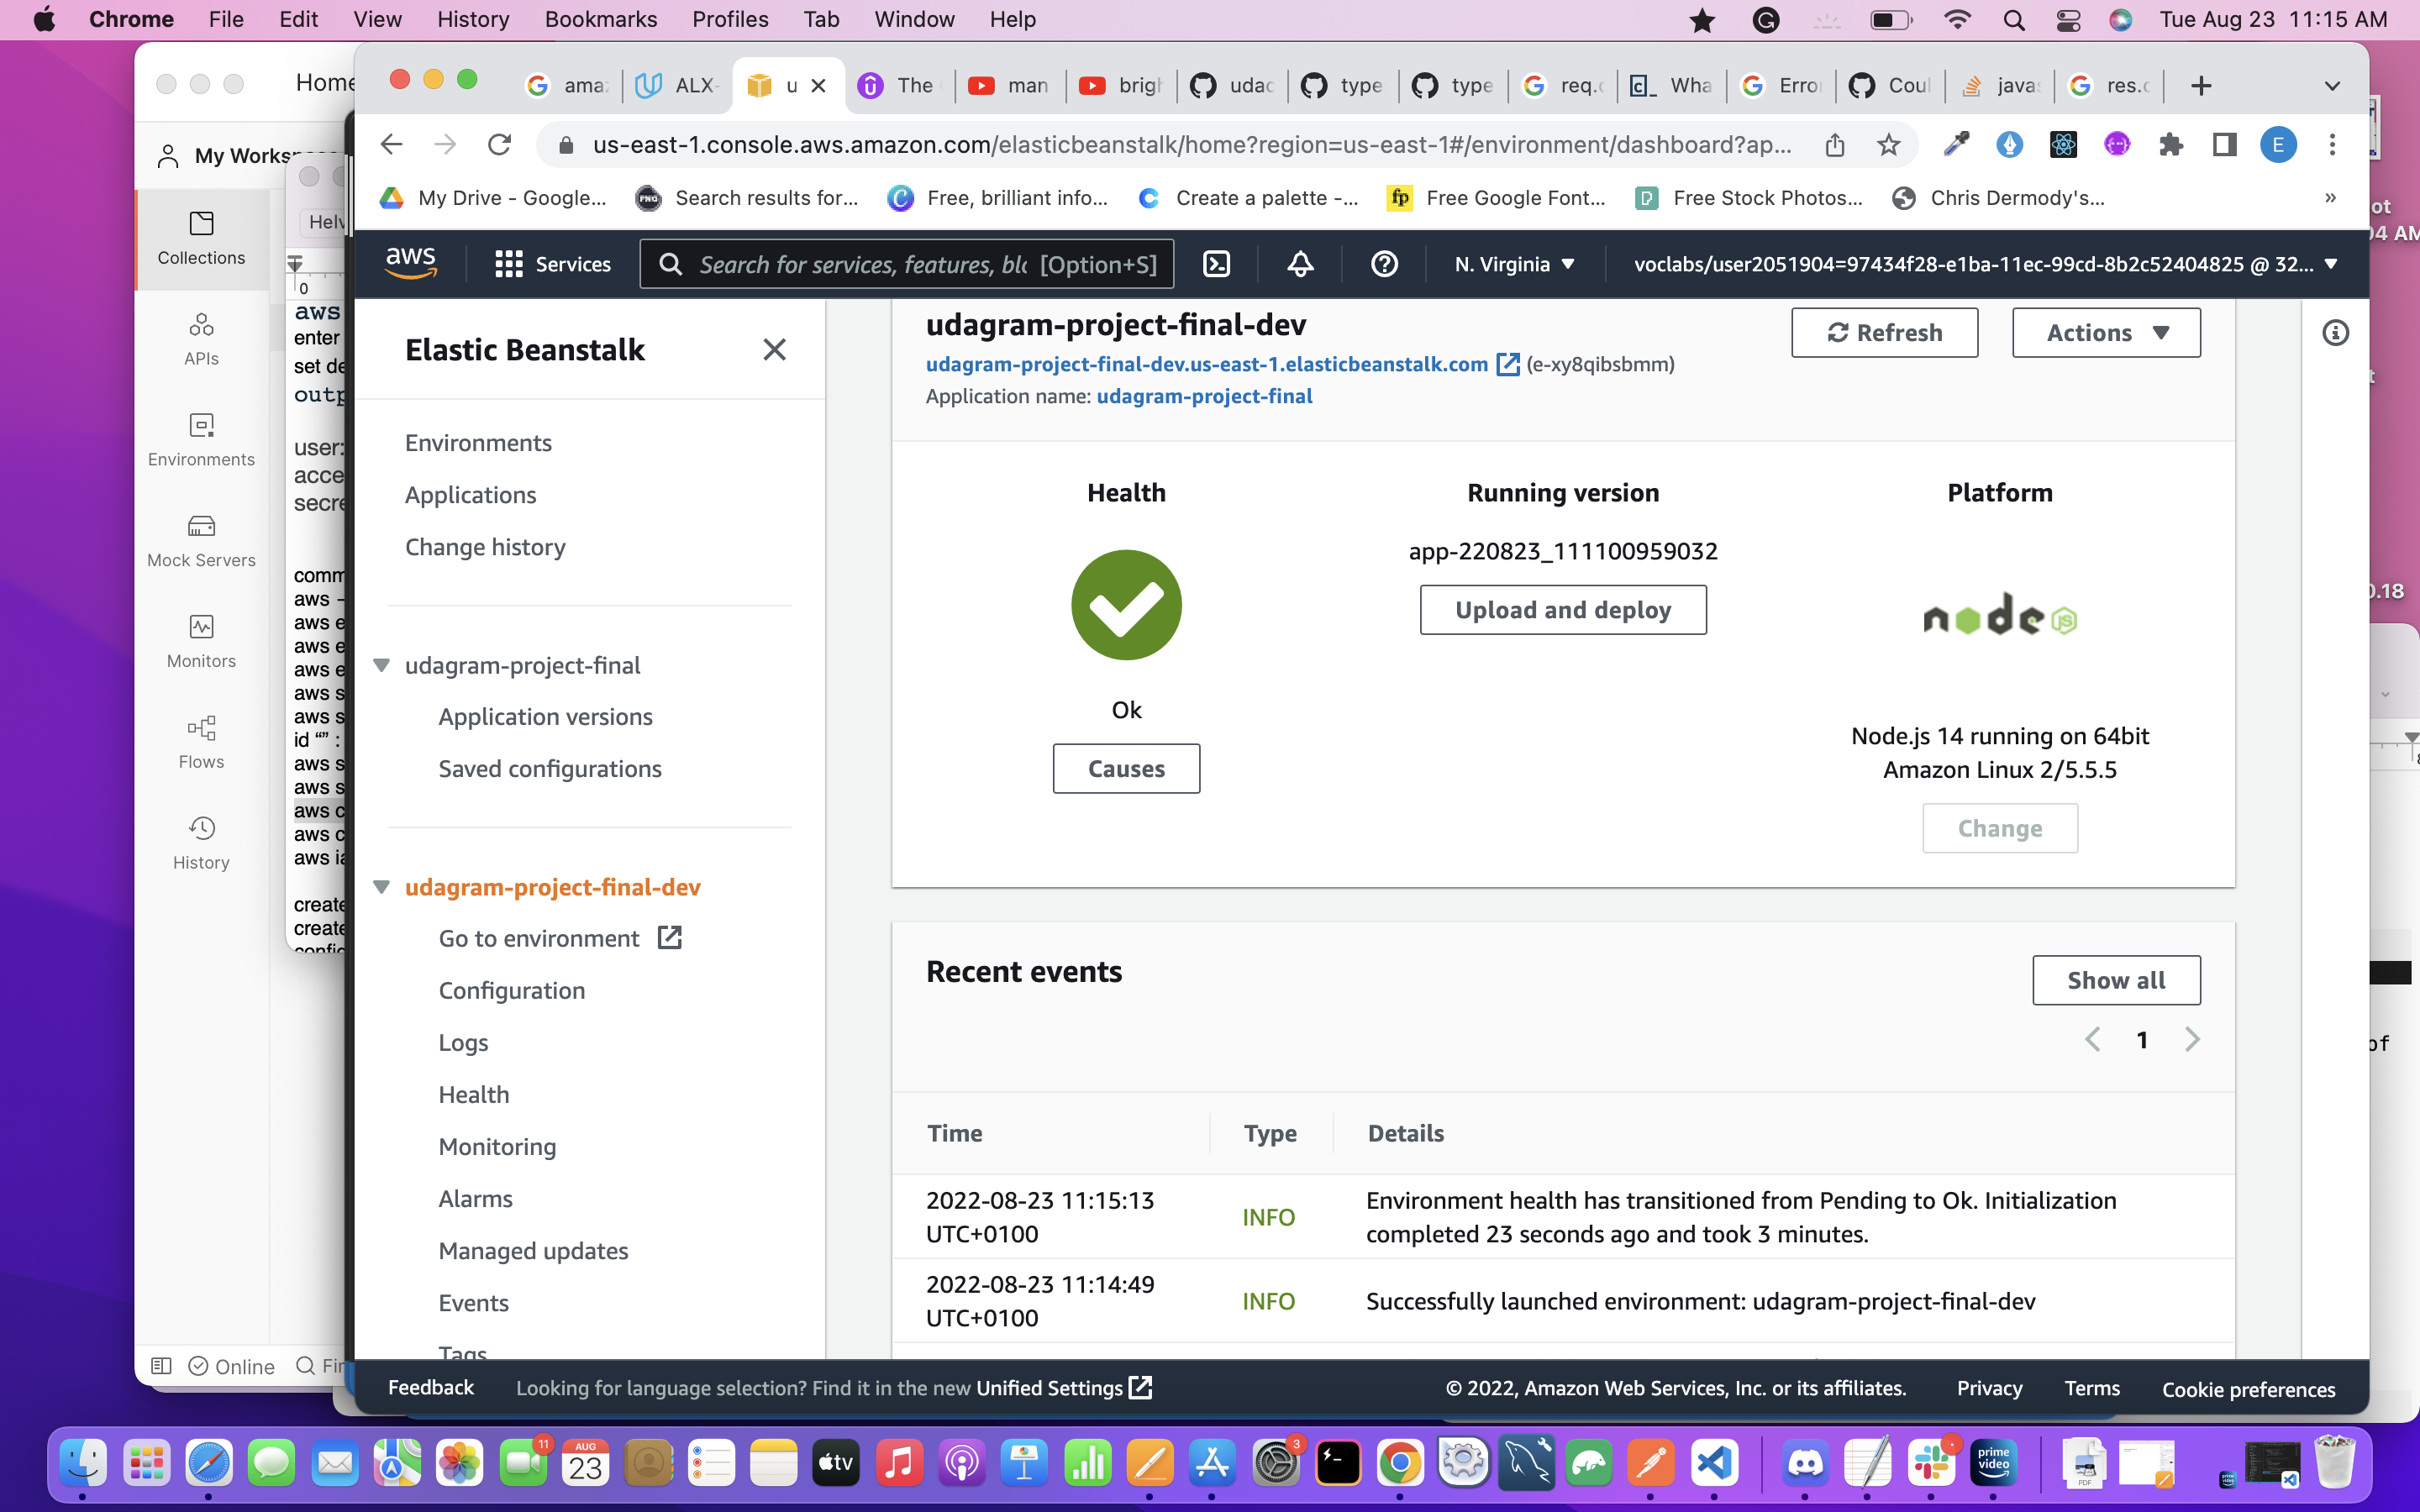 Chrome File Edit View History Bookmarks Profiles Tab Window Help Tue Aug 23 11:15 AM
Home
ama ALX- u The man brigh udac type type req.c Wha Error Coul javas res.c
us-east-1.console.aws.amazon.com/elasticbeanstalk/home?region=us-east-1#/environment/dashboard?ap...
E
My Drive - Google... Search results for... Free, brilliant info... Create a palette -... Free Google Font... Free Stock Photos... Chris Dermody's... »
My Workspace
Collections
APIs
Environments
Mock Servers
Monitors
Flows
History
Online
Helv
0
aws
enter
set de
outp
user:
acce
secre
comm
aws -
aws e
aws e
aws e
aws s
aws s
id “” :
aws s
aws s
aws c
aws c
aws ia
create
create
config
aws Services Search for services, features, blo [Option+S] N. Virginia voclabs/user2051904=97434f28-e1ba-11ec-99cd-8b2c52404825 @ 32...
Elastic Beanstalk
Environments
Applications
Change history
udagram-project-final
Application versions
Saved configurations
udagram-project-final-dev
Go to environment
Configuration
Logs
Health
Monitoring
Alarms
Managed updates
Events
Tags
udagram-project-final-dev
Refresh Actions
udagram-project-final-dev.us-east-1.elasticbeanstalk.com (e-xy8qibsbmm)
Application name: udagram-project-final
Health
Ok
Causes
Running version
app-220823_111100959032
Upload and deploy
Platform
node js
Node.js 14 running on 64bit
Amazon Linux 2/5.5.5
Change
Recent events
Show all
1
Time Type Details
2022-08-23 11:15:13 UTC+0100 INFO Environment health has transitioned from Pending to Ok. Initialization
completed 23 seconds ago and took 3 minutes.
2022-08-23 11:14:49 UTC+0100 INFO Successfully launched environment: udagram-project-final-dev
Feedback Looking for language selection? Find it in the new Unified Settings © 2022, Amazon Web Services, Inc. or its affiliates. Privacy Terms Cookie preferences
ot
04 AM
0.18
of
11
AUG
23
tv
3
prime video
PDF